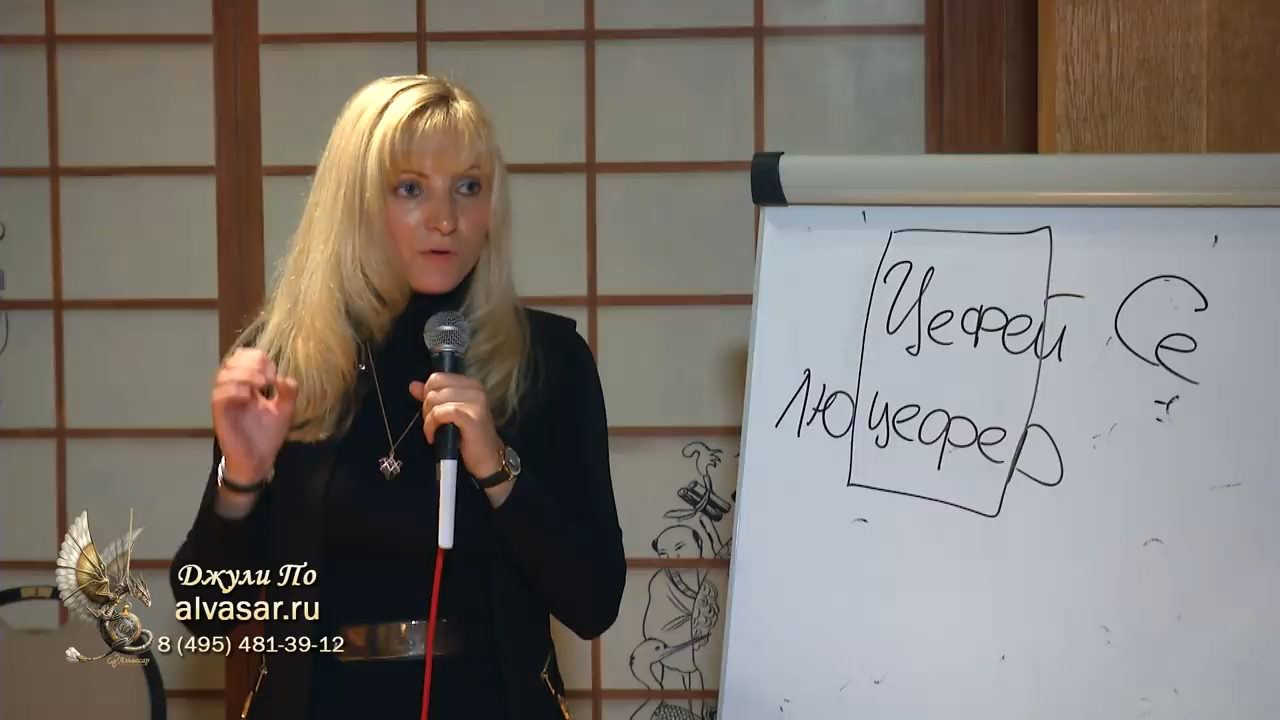 Цефей Се
Люцефер
Джули По
alvasar.ru
8 (495) 481-39-12